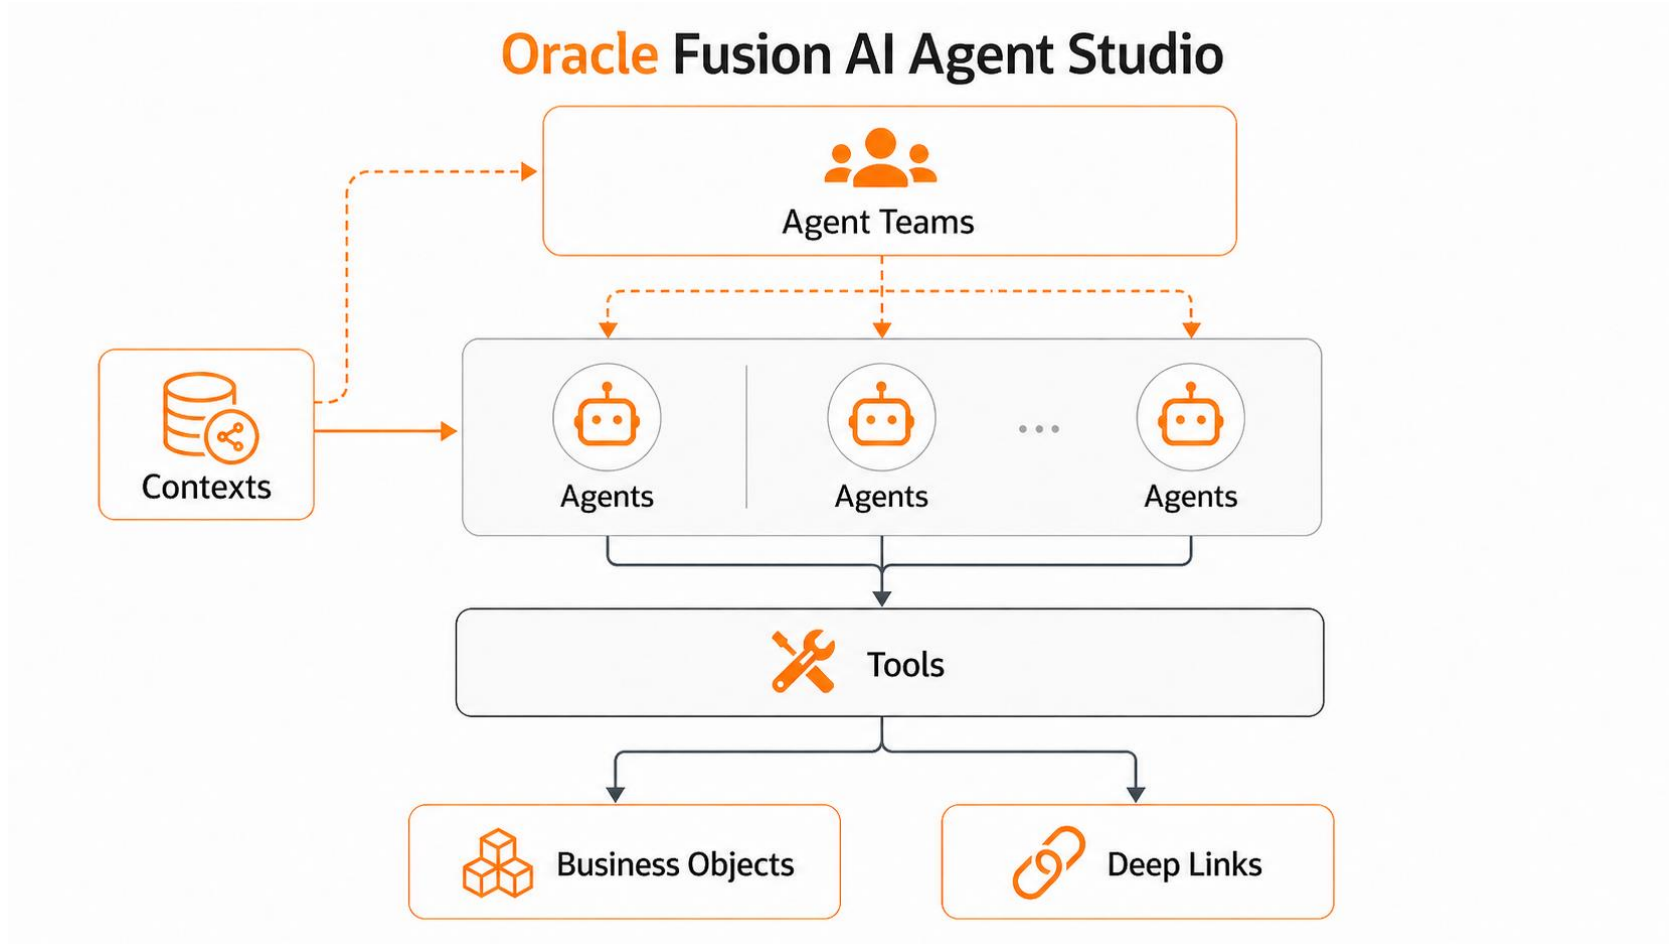 Oracle Fusion AI Agent Studio
Agent Teams
Contexts
Agents
Agents
...
Agents
Tools
Business Objects
Deep Links